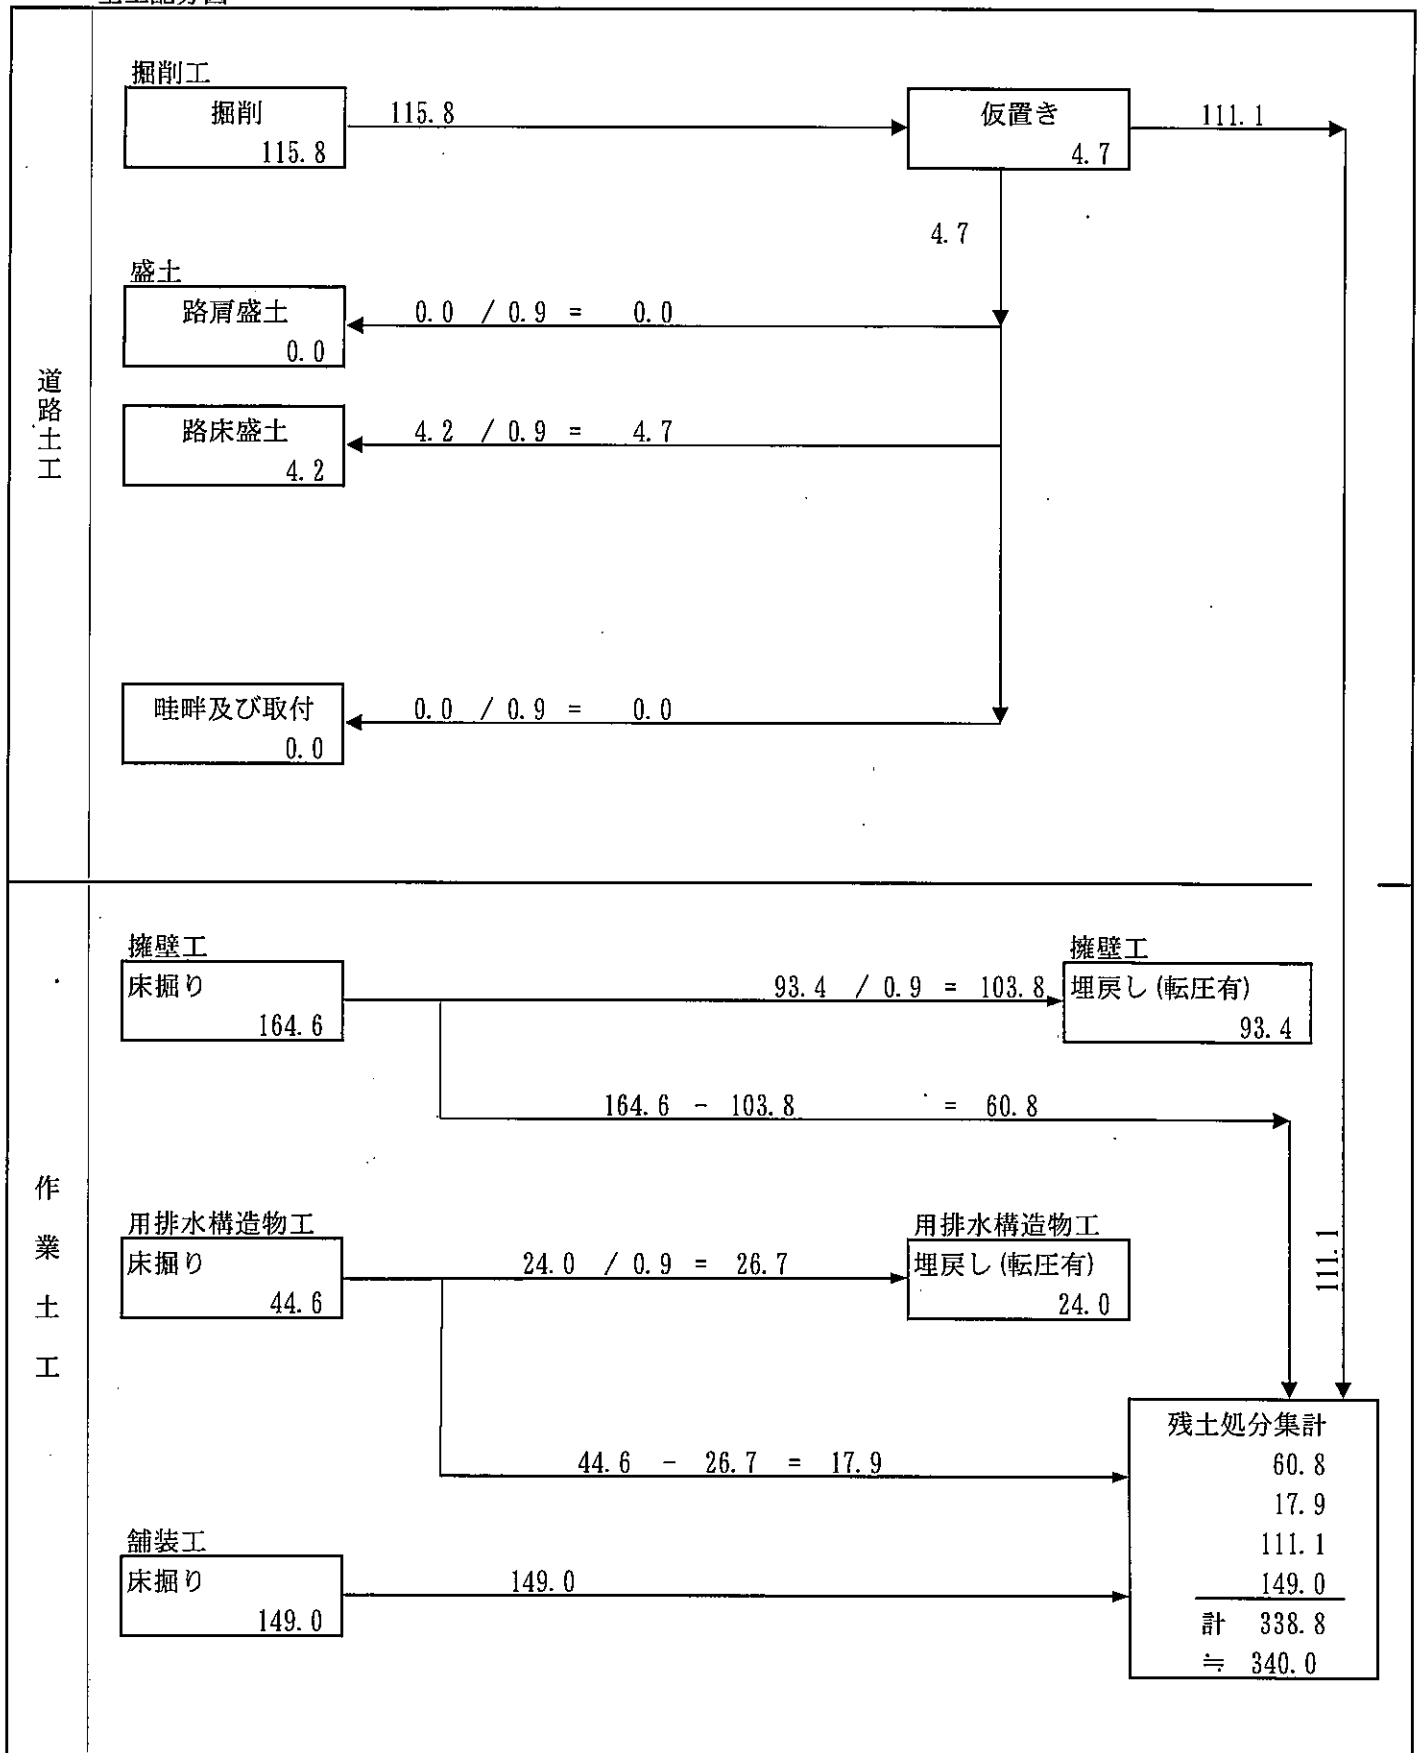 掘削工
掘削 115.8 仮置き 111.1
115.8 4.7
4.7
盛土
路肩盛土 0.0 / 0.9 = 0.0
0.0
路床盛土 4.2 / 0.9 = 4.7
4.2
畦畔及び取付 0.0 / 0.9 = 0.0
0.0
道路土工
擁壁工 擁壁工
床掘り 93.4 / 0.9 = 103.8 埋戻し(転圧有)
164.6 93.4
164.6 - 103.8 = 60.8
用排水構造物工 用排水構造物工
床掘り 24.0 / 0.9 = 26.7 埋戻し(転圧有)
44.6 24.0
111.1
作業土工
残土処分集計
44.6 - 26.7 = 17.9 60.8
17.9
舗装工 111.1
床掘り 149.0 149.0
149.0 計 338.8
≒ 340.0